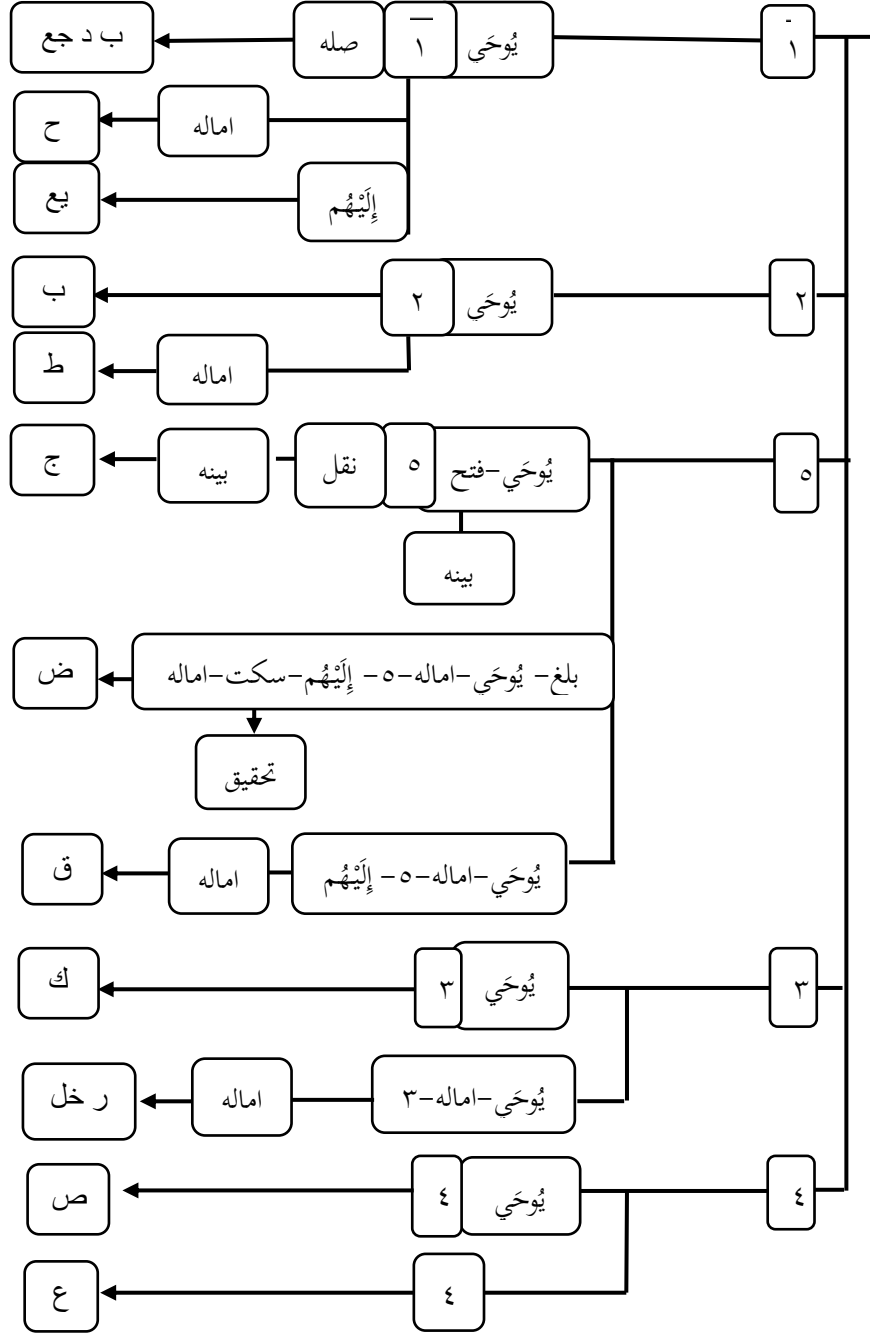 ١ يُوحَي ١ صله ب د جع
اماله ح
إِلَيْهُم يع
٢ يُوحَي ٢ ب
اماله ط
٥ يُوحَي-فتح ٥ نقل بينه ج
بينه
بلغ- يُوحَي-اماله-٥- إِلَيْهُم-سكت-اماله ض
تحقيق
يُوحَي-اماله-٥- إِلَيْهُم اماله ق
٣ يُوحَي ٣ ك
يُوحَي-اماله-٣ اماله ر خل
٤ يُوحَي ٤ ص
٤ ع